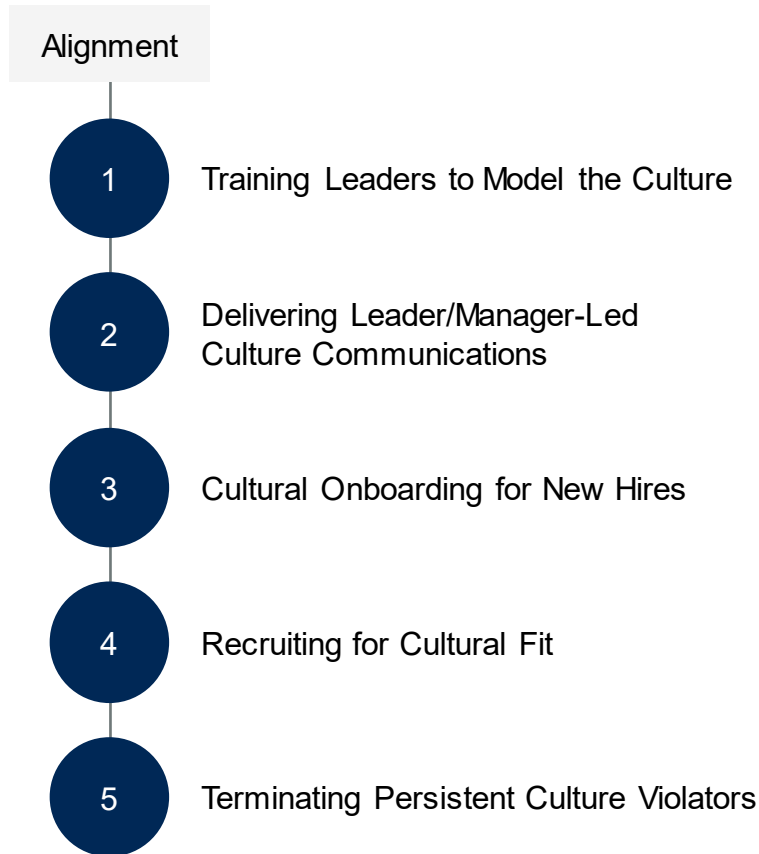 Alignment
1
Training Leaders to Model the Culture
2
Delivering Leader/Manager-Led
Culture Communications
3
Cultural Onboarding for New Hires
4
Recruiting for Cultural Fit
5
Terminating Persistent Culture Violators